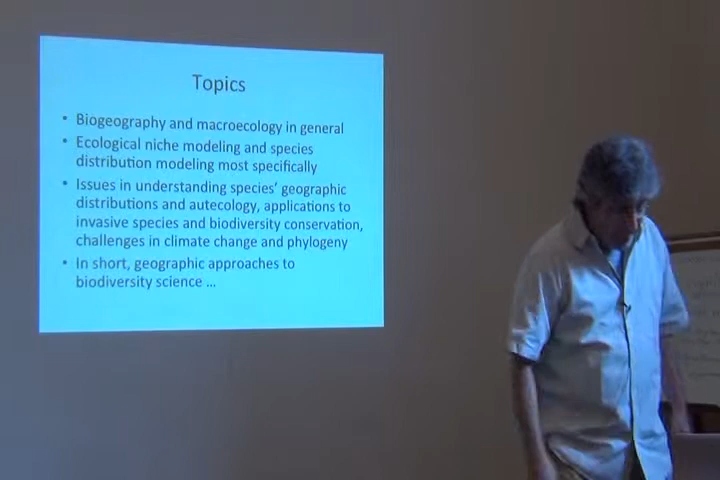 Topics
• Biogeography and macroecology in general
• Ecological niche modeling and species
distribution modeling most specifically
• Issues in understanding species’ geographic
distributions and autecology, applications to
invasive species and biodiversity conservation,
challenges in climate change and phylogeny
• In short, geographic approaches to
biodiversity science ...